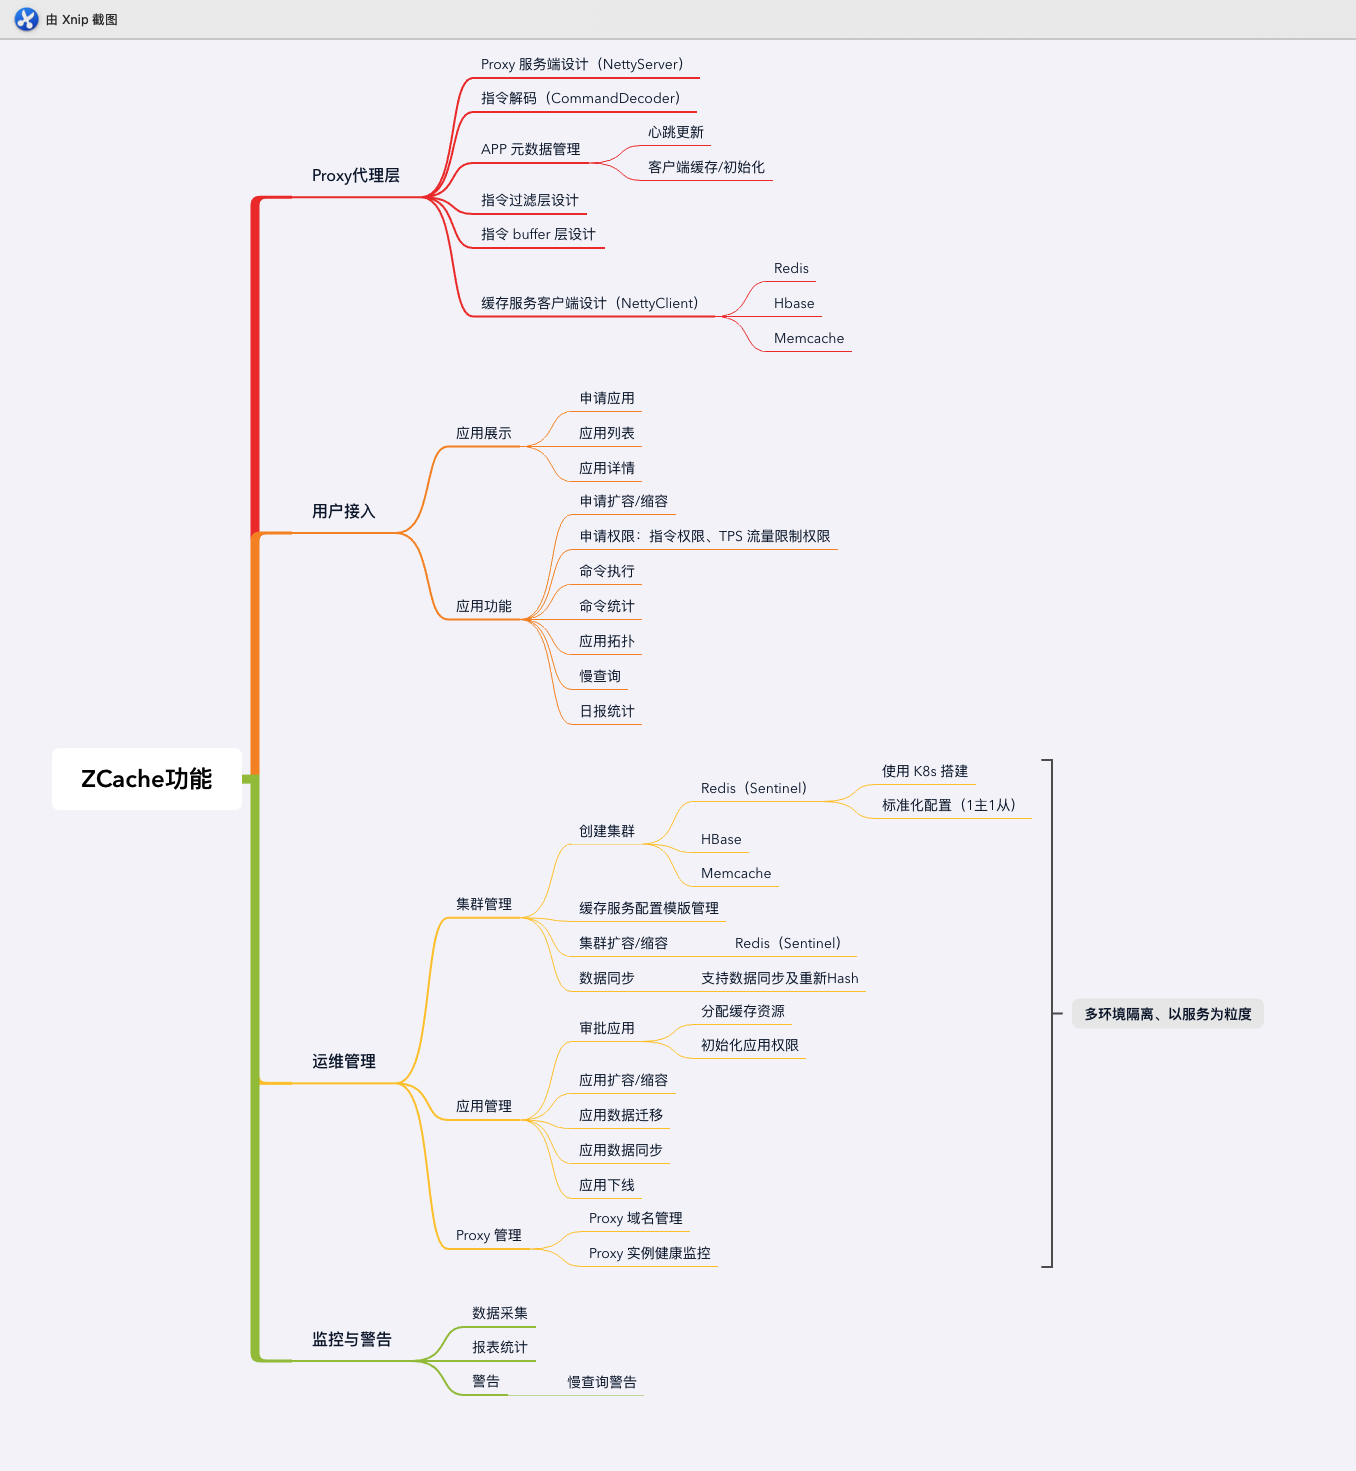 由 Xnip 截图
Proxy 服务端设计（NettyServer）
指令解码（CommandDecoder）
心跳更新
APP 元数据管理
客户端缓存/初始化
Proxy代理层
指令过滤层设计
指令 buffer 层设计
Redis
缓存服务客户端设计（NettyClient）
Hbase
Memcache
申请应用
应用展示
应用列表
应用详情
用户接入
申请扩容/缩容
申请权限：指令权限、TPS 流量限制权限
命令执行
应用功能
命令统计
应用拓扑
慢查询
日报统计
ZCache功能
使用 K8s 搭建
Redis（Sentinel）
标准化配置（1主1从）
创建集群
HBase
Memcache
集群管理
缓存服务配置模版管理
集群扩容/缩容
Redis（Sentinel）
数据同步
支持数据同步及重新Hash
多环境隔离、以服务为粒度
分配缓存资源
审批应用
初始化应用权限
运维管理
应用扩容/缩容
应用管理
应用数据迁移
应用数据同步
应用下线
Proxy 域名管理
Proxy 管理
Proxy 实例健康监控
数据采集
监控与警告
报表统计
警告
慢查询警告